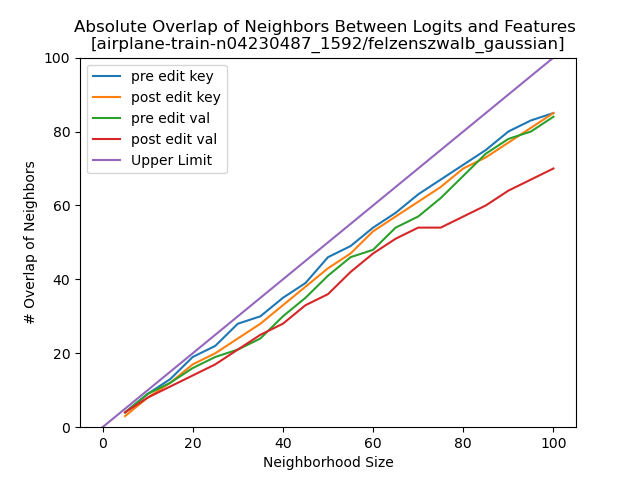 Absolute Overlap of Neighbors Between Logits and Features
[airplane-train-n04230487_1592/felzenszwalb_gaussian]
100
80
60
40
20
0
# Overlap of Neighbors
pre edit key
post edit key
pre edit val
post edit val
Upper Limit
0 20 40 60 80 100
Neighborhood Size